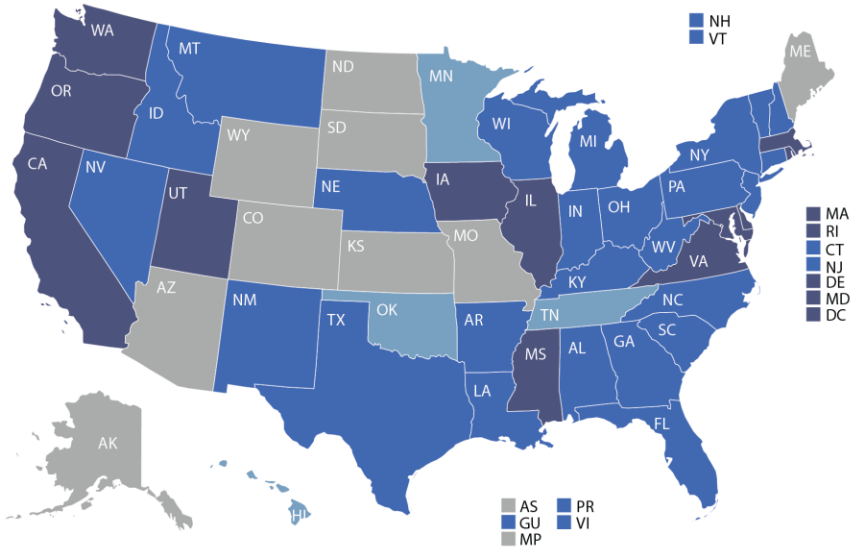 NH
VT
WA
MT
ND
MN
ME
OR
ID
WY
SD
WI
MI
NY
CA
NV
UT
CO
NE
IA
IL
IN
OH
PA
WV
VA
KS
MO
KY
AZ
NM
TX
OK
AR
TN
NC
SC
MS
AL
GA
LA
FL
AK
HI
MA
RI
CT
NJ
DE
MD
DC
AS PR
GU VI
MP